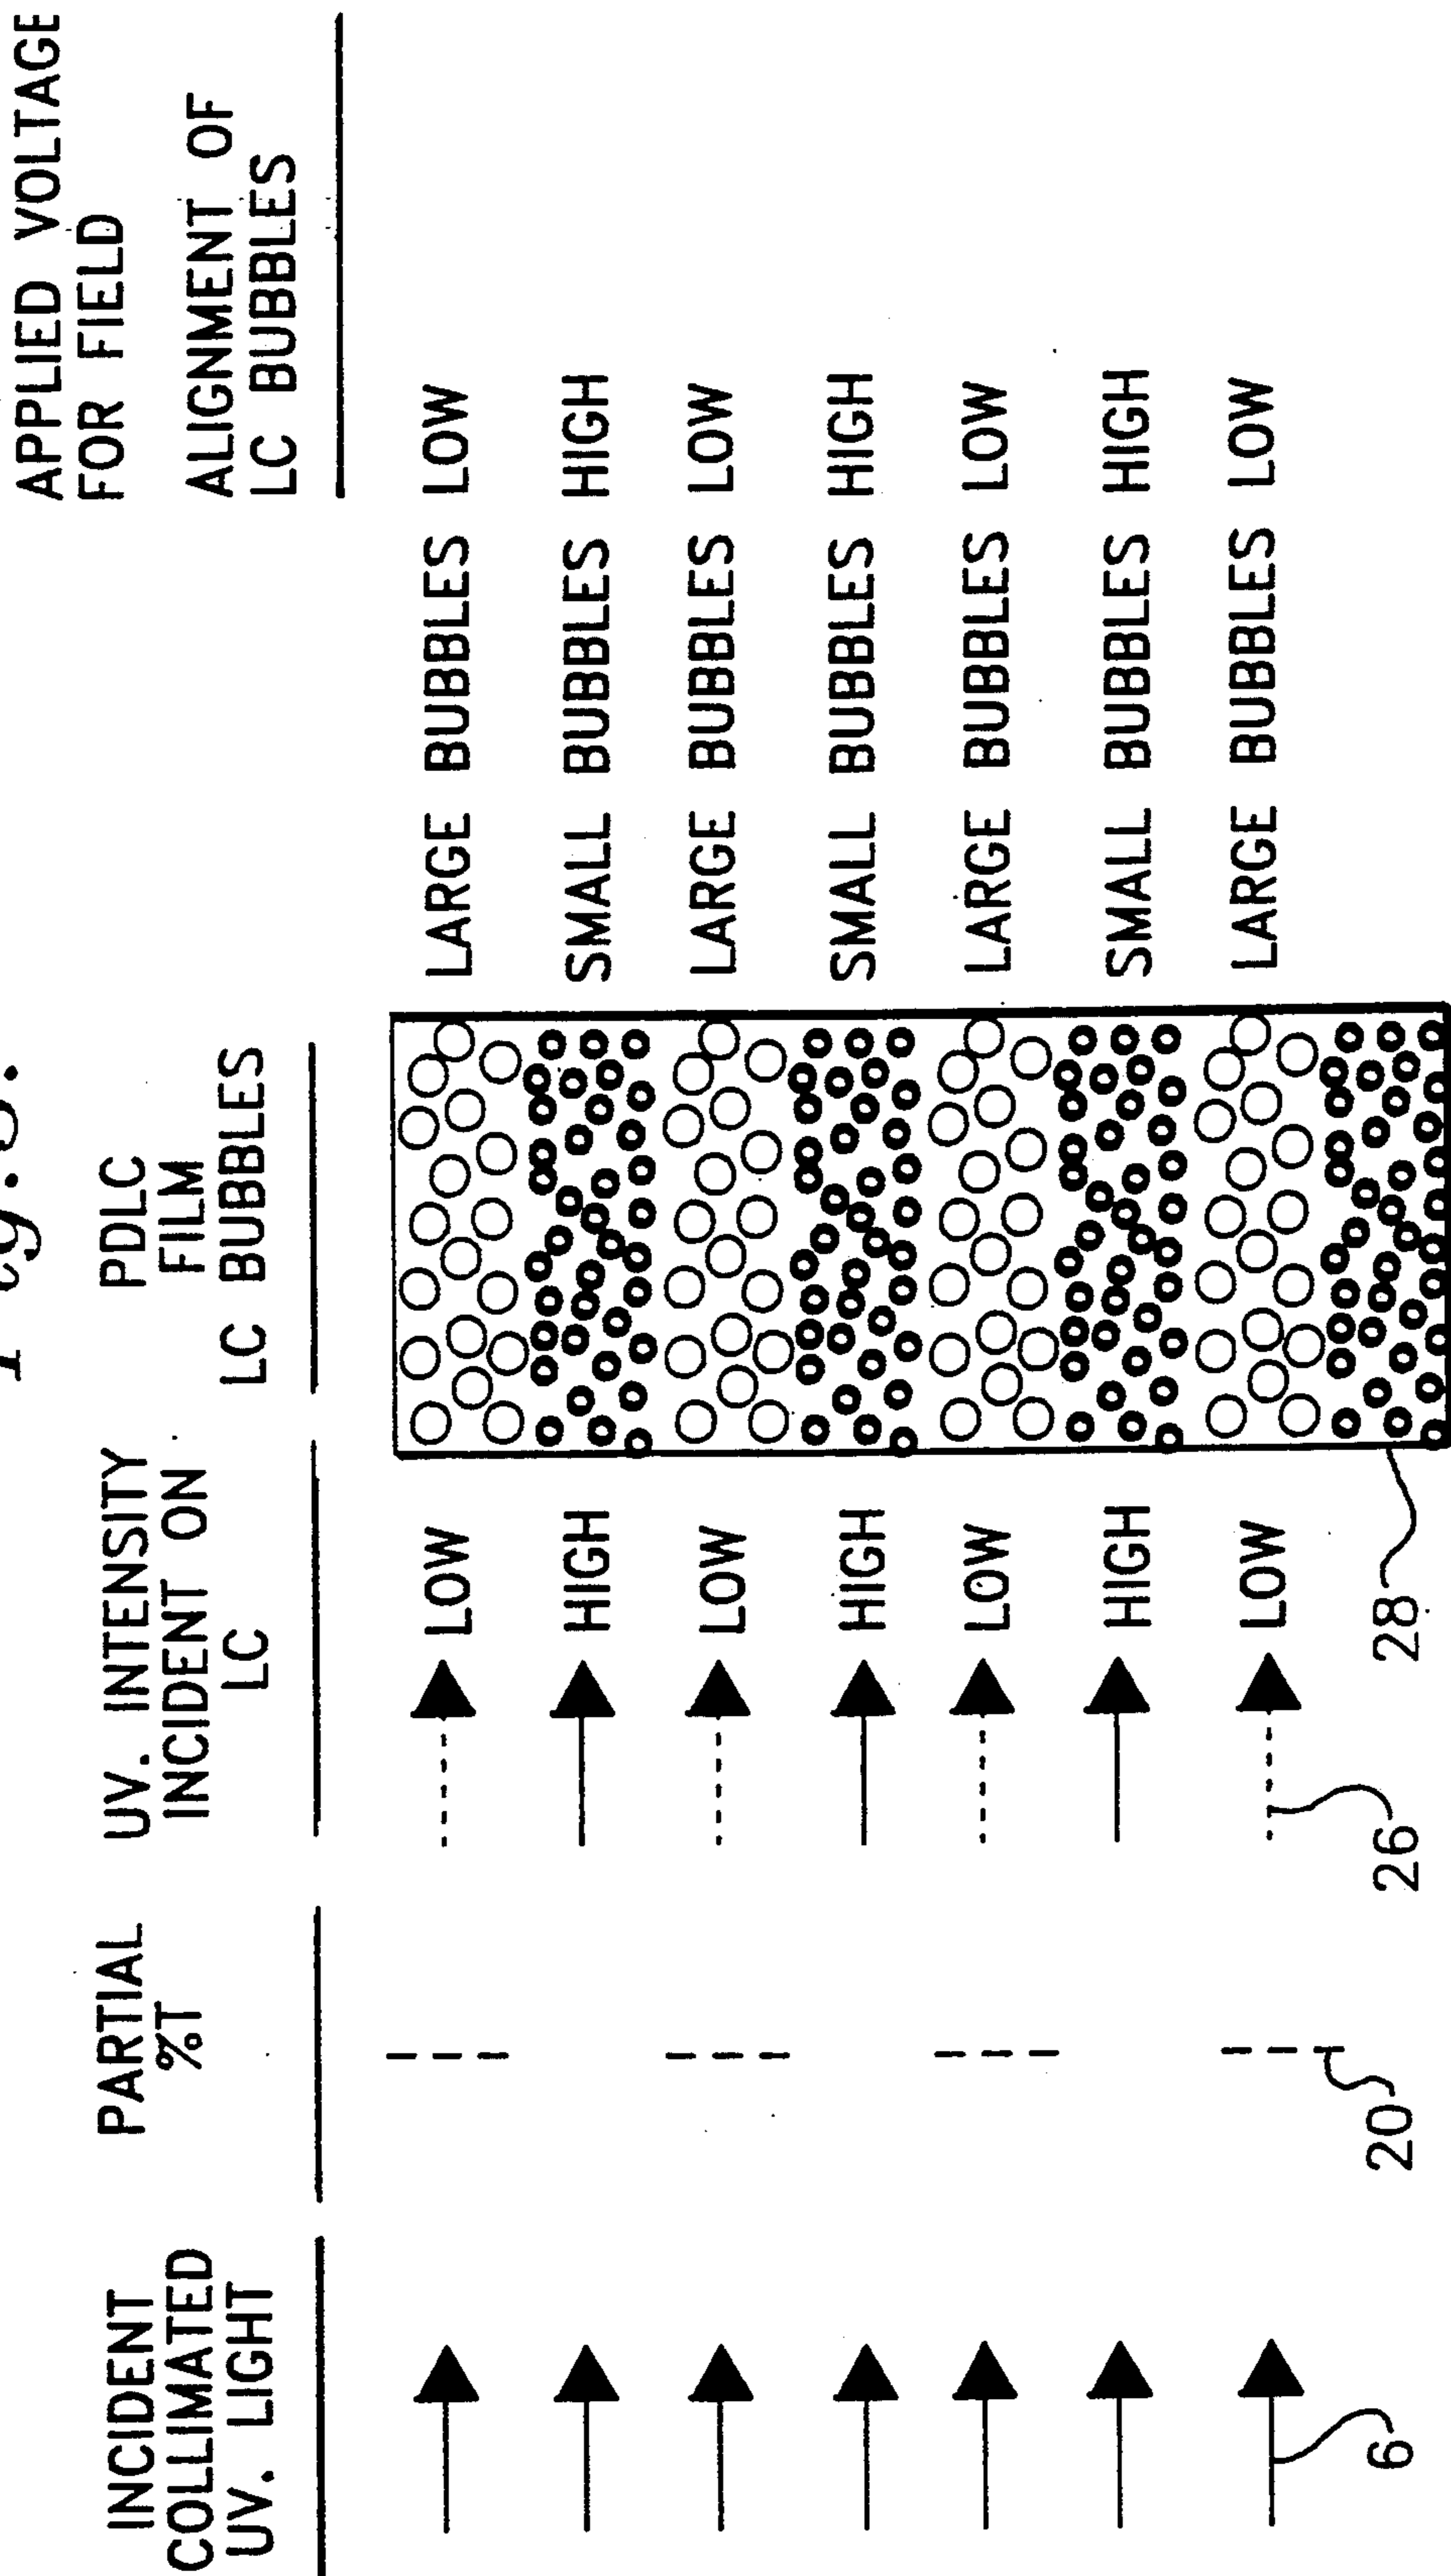 INCIDENT
COLLIMATED
UV. LIGHT
PARTIAL
%T
UV. INTENSITY
INCIDENT ON
LC
PDLC
FILM
LC BUBBLES
APPLIED VOLTAGE
FOR FIELD
ALIGNMENT OF
LC BUBBLES
LOW LARGE BUBBLES LOW
HIGH SMALL BUBBLES HIGH
LOW LARGE BUBBLES LOW
HIGH SMALL BUBBLES HIGH
LOW LARGE BUBBLES LOW
HIGH SMALL BUBBLES HIGH
LOW LARGE BUBBLES LOW
6 20 26 28